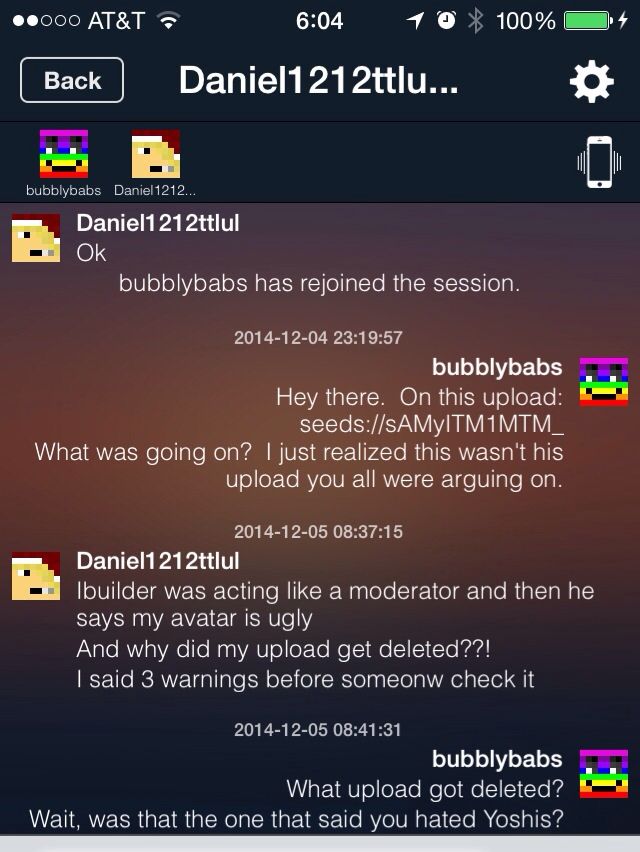 AT&T 6:04 100%
Back Daniel1212ttlu...
bubblybabs Daniel1212...
Daniel1212ttlul
Ok
bubblybabs has rejoined the session.
2014-12-04 23:19:57
bubblybabs
Hey there.  On this upload:
seeds://sAMyITM1MTM_
What was going on?  I just realized this wasn't his
upload you all were arguing on.
2014-12-05 08:37:15
Daniel1212ttlul
Ibuilder was acting like a moderator and then he
says my avatar is ugly
And why did my upload get deleted??!
I said 3 warnings before someonw check it
2014-12-05 08:41:31
bubblybabs
What upload got deleted?
Wait, was that the one that said you hated Yoshis?